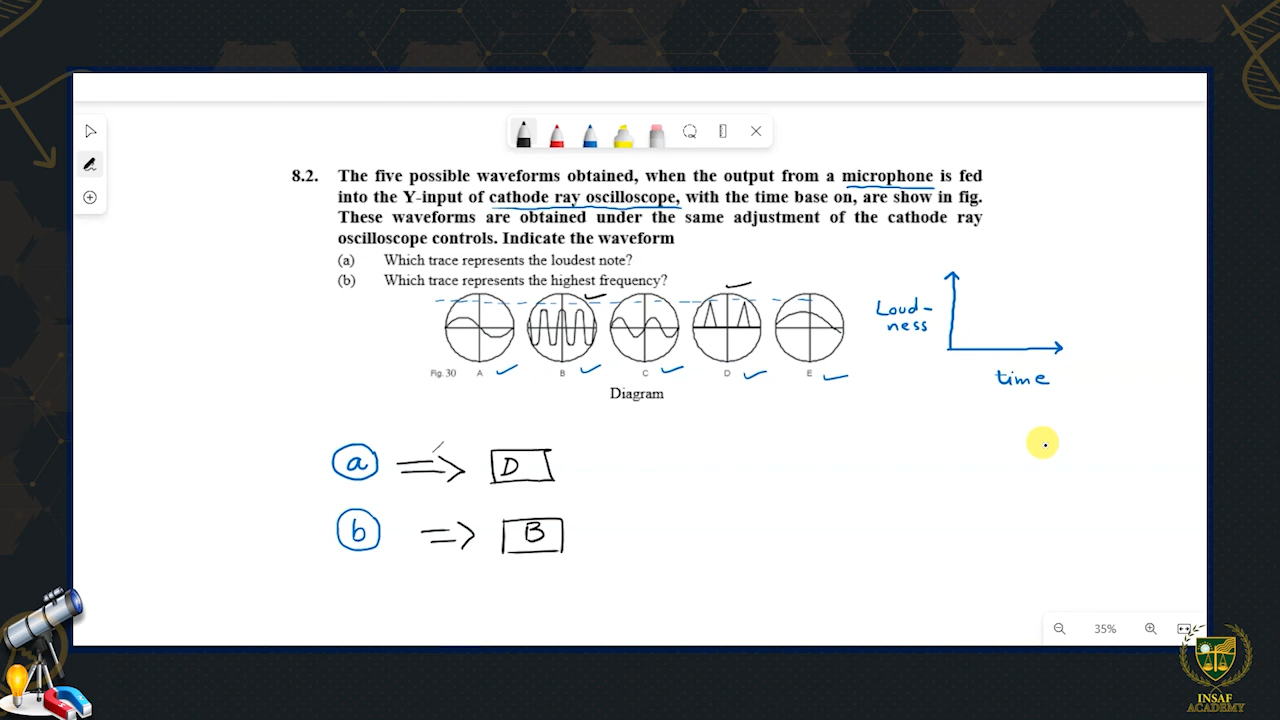 8.2. The five possible waveforms obtained, when the output from a microphone is fed
into the Y-input of cathode ray oscilloscope, with the time base on, are show in fig.
These waveforms are obtained under the same adjustment of the cathode ray
oscilloscope controls. Indicate the waveform
(a) Which trace represents the loudest note?
(b) Which trace represents the highest frequency?
Loud-
ness
time
Fig. 30 A B C D E
Diagram
a => D
b => B
35%
INSAF
ACADEMY